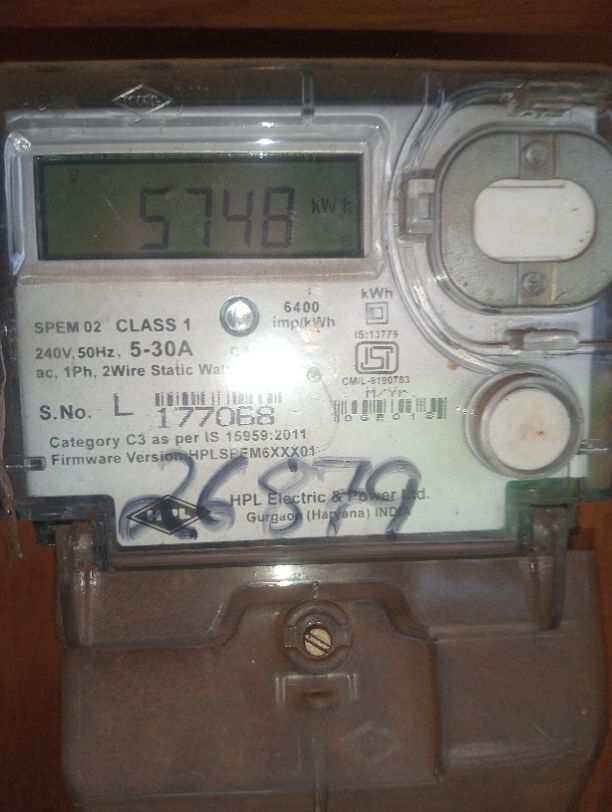 5748 kWh
SPEM 02 CLASS 1
6400
imp/kWh
kWh
IS:13779
240V, 50Hz, 5-30A
ac, 1Ph, 2Wire Static
CM/L-9190783
M/Yr.
S.No. L 177068
Category C3 as per IS 15959:2011
Firmware Version HPLSPEM6XXX01
26879
HPL
HPL Electric & Power Ltd.
Gurgaon (Haryana) INDIA